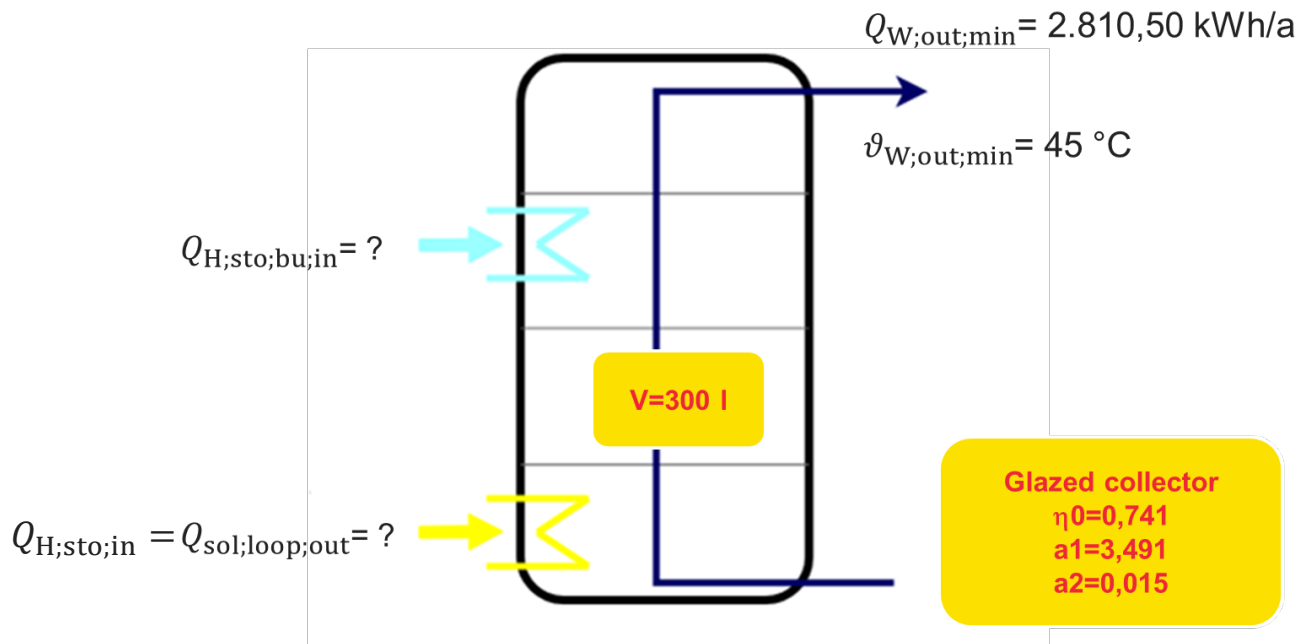 Q_W;out;min= 2.810,50 kWh/a
ϑ_W;out;min= 45 °C
Q_H;sto;bu;in= ?
V=300 l
Q_H;sto;in = Q_sol;loop;out= ?
Glazed collector
η0=0,741
a1=3,491
a2=0,015